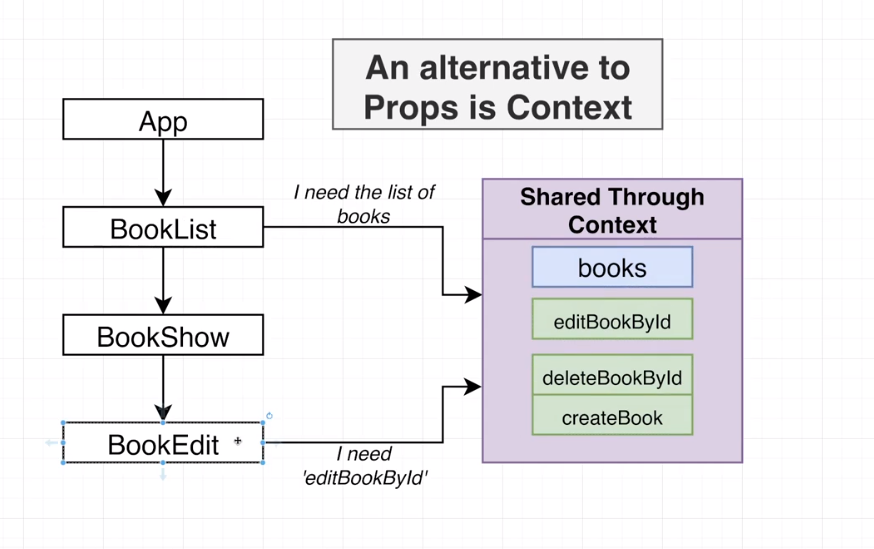 An alternative to
Props is Context
App
I need the list of
books
BookList
Shared Through
Context
books
editBookById
BookShow
deleteBookById
createBook
BookEdit
I need
'editBookById'